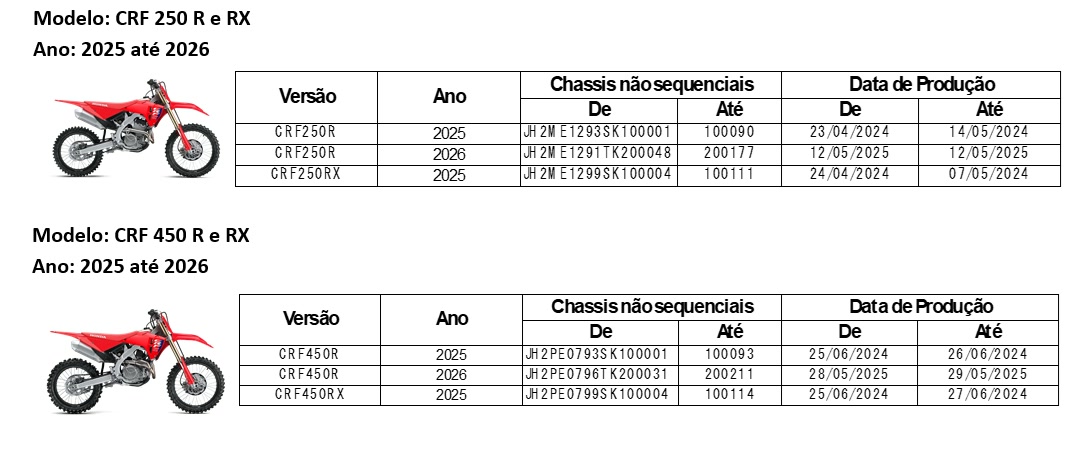 Modelo: CRF 250 R e RX
Ano: 2025 até 2026
Versão Ano Chassis não sequenciais Data de Produção
De Até De Até
CRF250R 2025 JH2ME1293SK100001 100090 23/04/2024 14/05/2024
CRF250R 2026 JH2ME1291TK200048 200177 12/05/2025 12/05/2025
CRF250RX 2025 JH2ME1299SK100004 100111 24/04/2024 07/05/2024
Modelo: CRF 450 R e RX
Ano: 2025 até 2026
Versão Ano Chassis não sequenciais Data de Produção
De Até De Até
CRF450R 2025 JH2PE0793SK100001 100093 25/06/2024 26/06/2024
CRF450R 2026 JH2PE0796TK200031 200211 28/05/2025 29/05/2025
CRF450RX 2025 JH2PE0799SK100004 100114 25/06/2024 27/06/2024